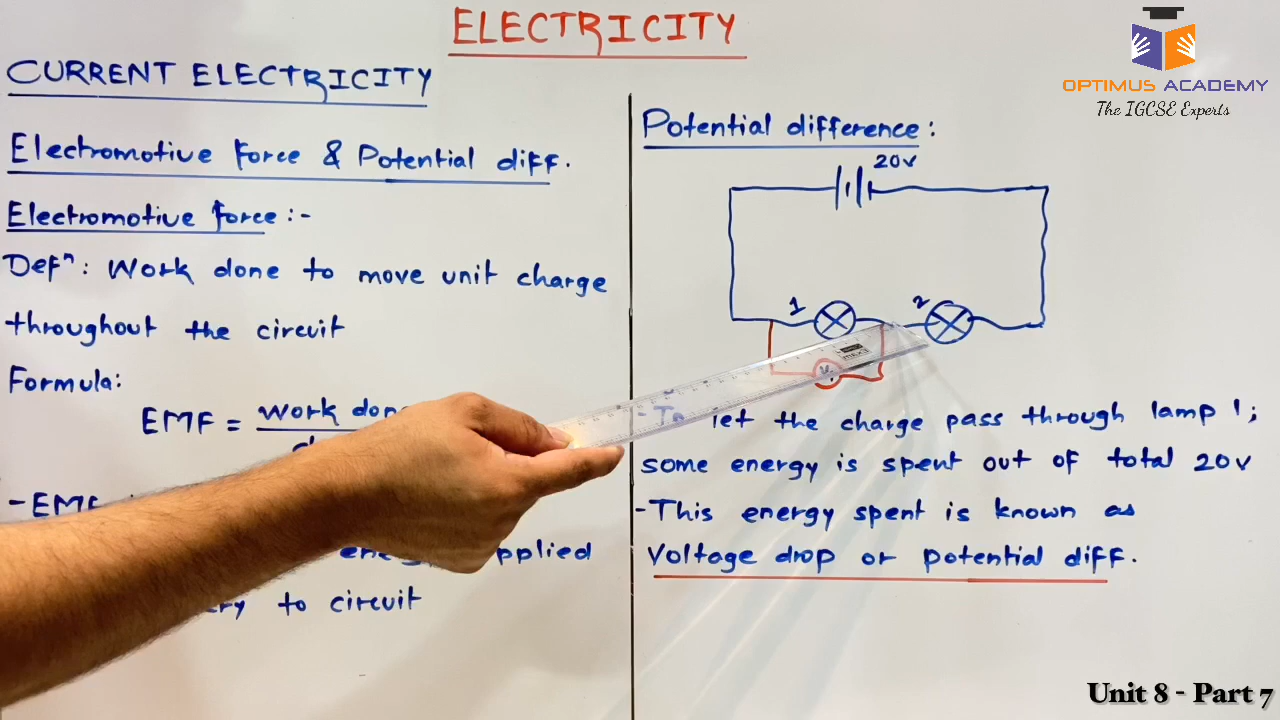 ELECTRICITY
OPTIMUS ACADEMY
The IGCSE Experts
CURRENT ELECTRICITY
Electromotive Force & Potential diff.
Electromotive force :-
Defⁿ: Work done to move unit charge
throughout the circuit
Formula:
EMF = work don
- EMF
pplied
to circuit
Potential difference :
20V
1
2
V₁
- To let the charge pass through lamp 1;
some energy is spent out of total 20V
- This energy spent is known as
Voltage drop or potential diff.
Unit 8 - Part 7